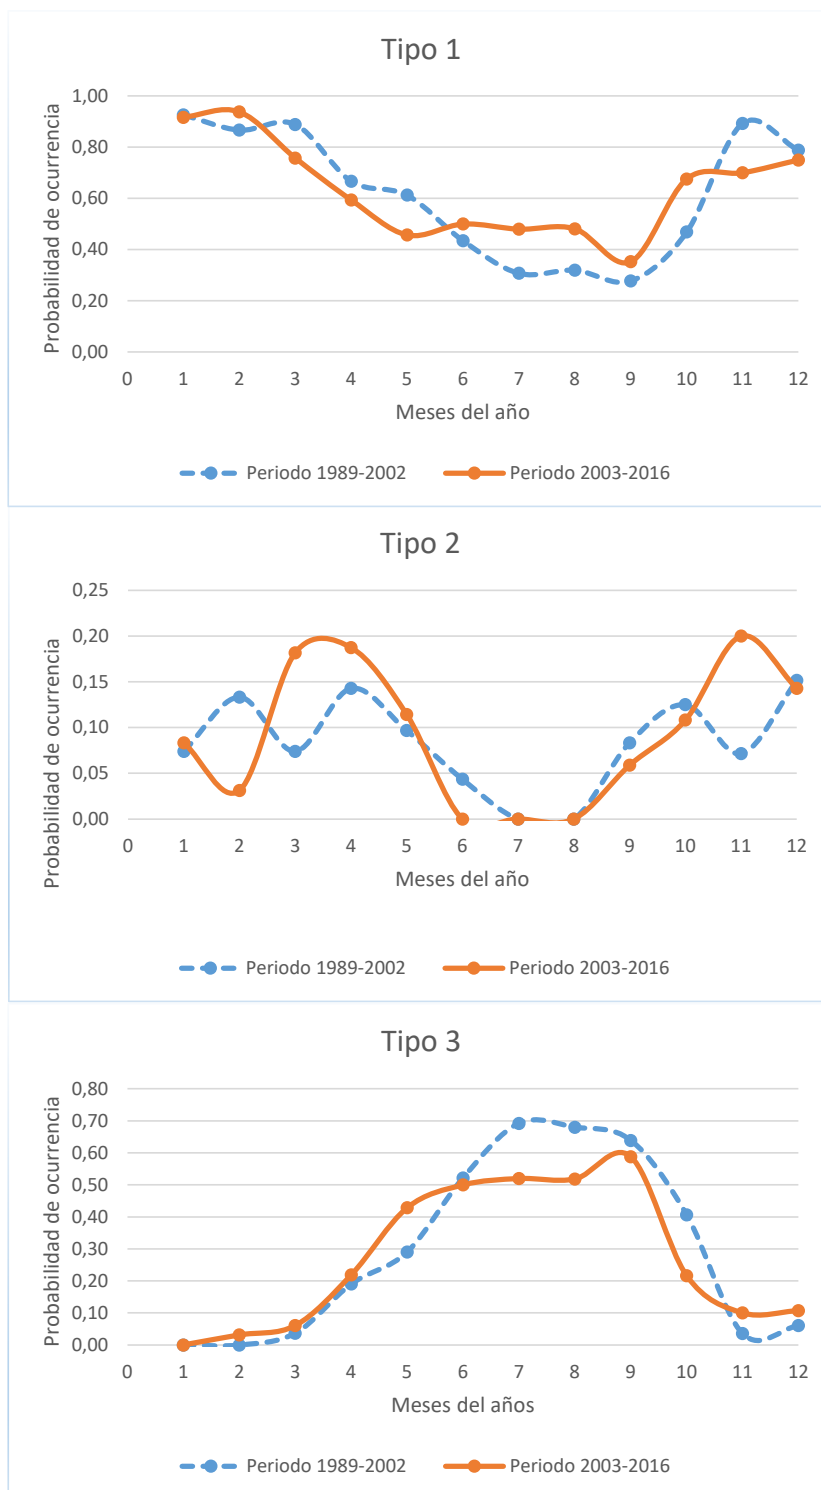 Tipo 1
Probabilidad de ocurrencia
1,00
0,80
0,60
0,40
0,20
0,00
0 1 2 3 4 5 6 7 8 9 10 11 12
Meses del año
Periodo 1989-2002 Periodo 2003-2016
Tipo 2
Probabilidad de ocurrencia
0,25
0,20
0,15
0,10
0,05
0,00
0 1 2 3 4 5 6 7 8 9 10 11 12
Meses del año
Periodo 1989-2002 Periodo 2003-2016
Tipo 3
Probabilidad de ocurrencia
0,80
0,70
0,60
0,50
0,40
0,30
0,20
0,10
0,00
0 1 2 3 4 5 6 7 8 9 10 11 12
Meses del años
Periodo 1989-2002 Periodo 2003-2016